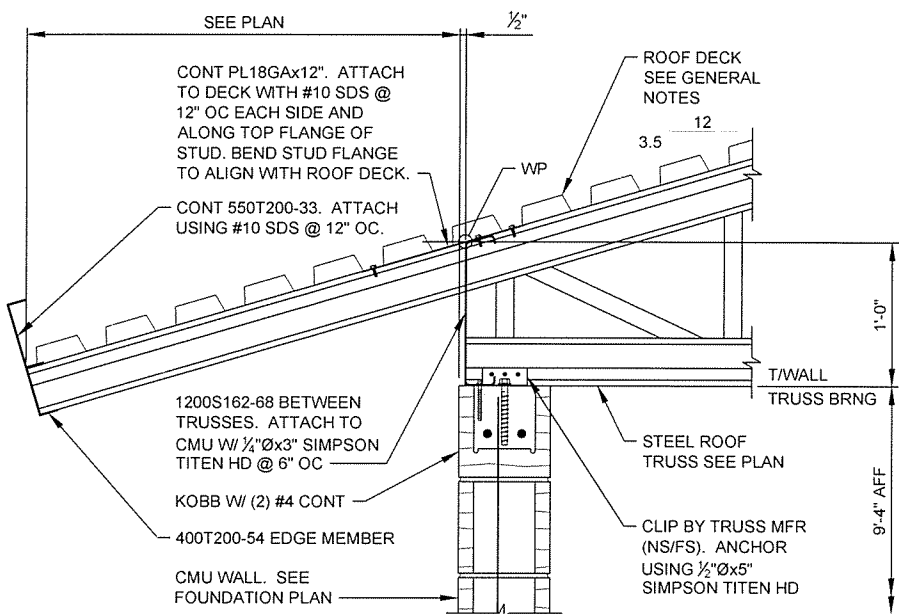 SEE PLAN
½"
CONT PL18GAx12". ATTACH
TO DECK WITH #10 SDS @
12" OC EACH SIDE AND
ALONG TOP FLANGE OF
STUD. BEND STUD FLANGE
TO ALIGN WITH ROOF DECK.
ROOF DECK
SEE GENERAL
NOTES
12
3.5
WP
CONT 550T200-33. ATTACH
USING #10 SDS @ 12" OC.
1'-0"
T/WALL
TRUSS BRNG
1200S162-68 BETWEEN
TRUSSES. ATTACH TO
CMU W/ ¼"Øx3" SIMPSON
TITEN HD @ 6" OC
STEEL ROOF
TRUSS SEE PLAN
KOBB W/ (2) #4 CONT
400T200-54 EDGE MEMBER
CLIP BY TRUSS MFR
(NS/FS). ANCHOR
USING ½"Øx5"
SIMPSON TITEN HD
9'-4" AFF
CMU WALL. SEE
FOUNDATION PLAN